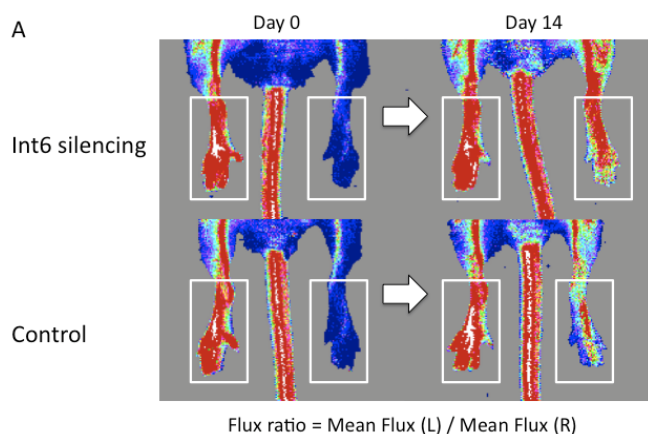 A
Day 0
Day 14
Int6 silencing
Control
Flux ratio = Mean Flux (L) / Mean Flux (R)